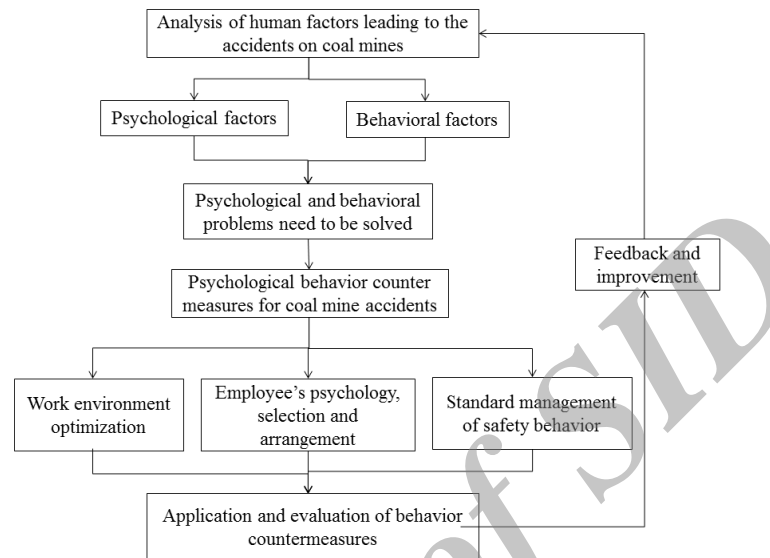 Analysis of human factors leading to the
accidents on coal mines
Psychological factors
Behavioral factors
Psychological and behavioral
problems need to be solved
Feedback and
improvement
Psychological behavior counter
measures for coal mine accidents
Work environment
optimization
Employee's psychology,
selection and
arrangement
Standard management
of safety behavior
Application and evaluation of behavior
countermeasures
of SID